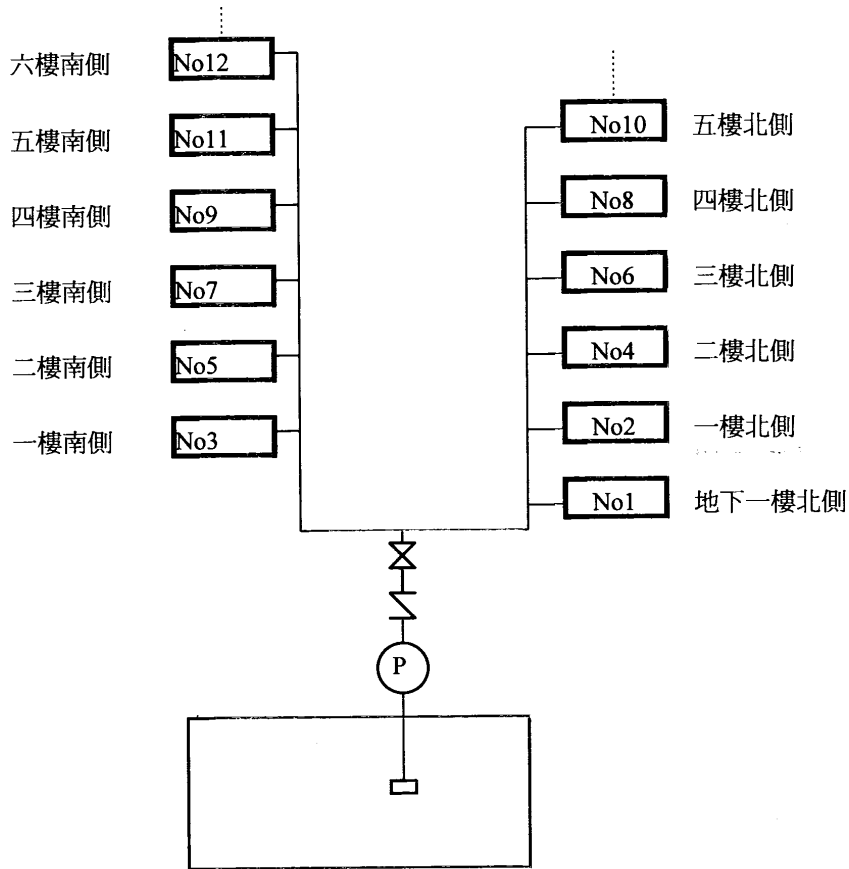 六樓南側 No12
No10 五樓北側
五樓南側 No11
No8 四樓北側
四樓南側 No9
No6 三樓北側
三樓南側 No7
No4 二樓北側
二樓南側 No5
No2 一樓北側
一樓南側 No3
No1 地下一樓北側
P